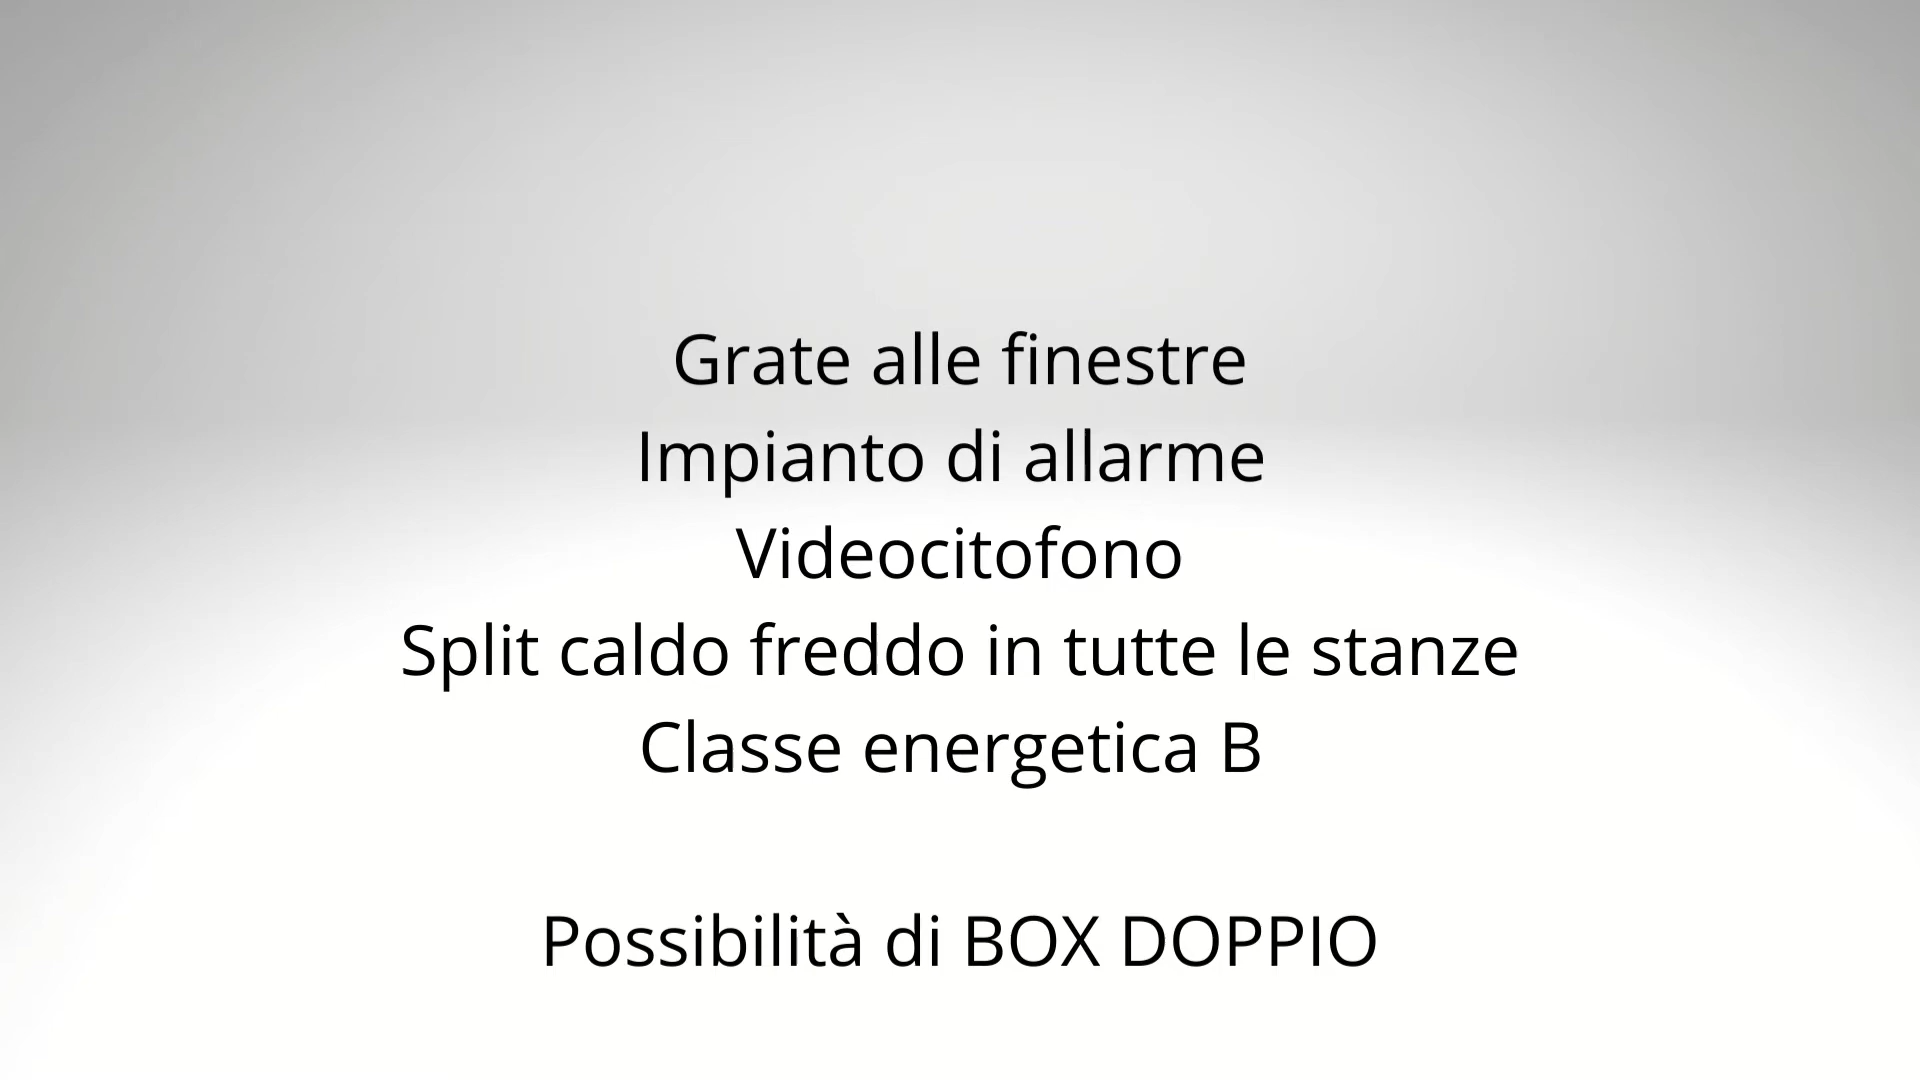 Grate alle finestre
Impianto di allarme
Videocitofono
Split caldo freddo in tutte le stanze
Classe energetica B
Possibilità di BOX DOPPIO